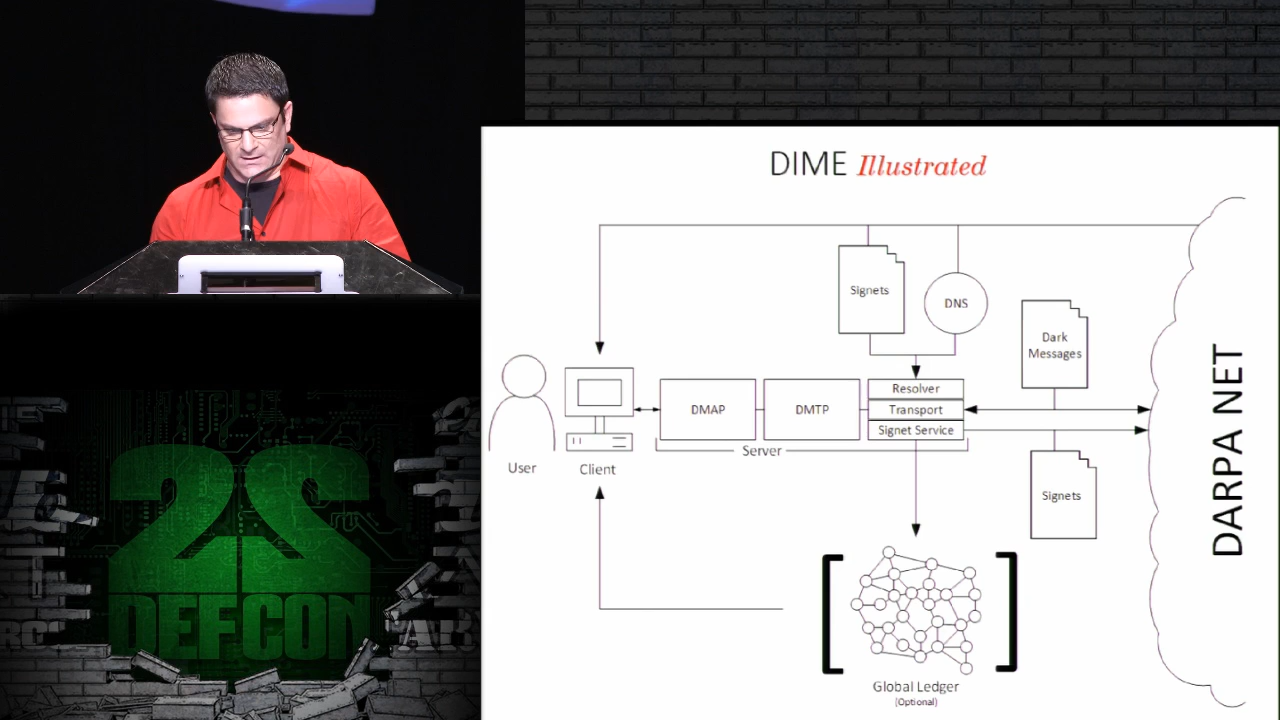 DIME Illustrated
Signets
DNS
Dark
Messages
DARPA NET
Resolver
DMAP
DMTP
Transport
Signet Service
Server
User
Client
Signets
Global Ledger
(Optional)
22
DEFCON